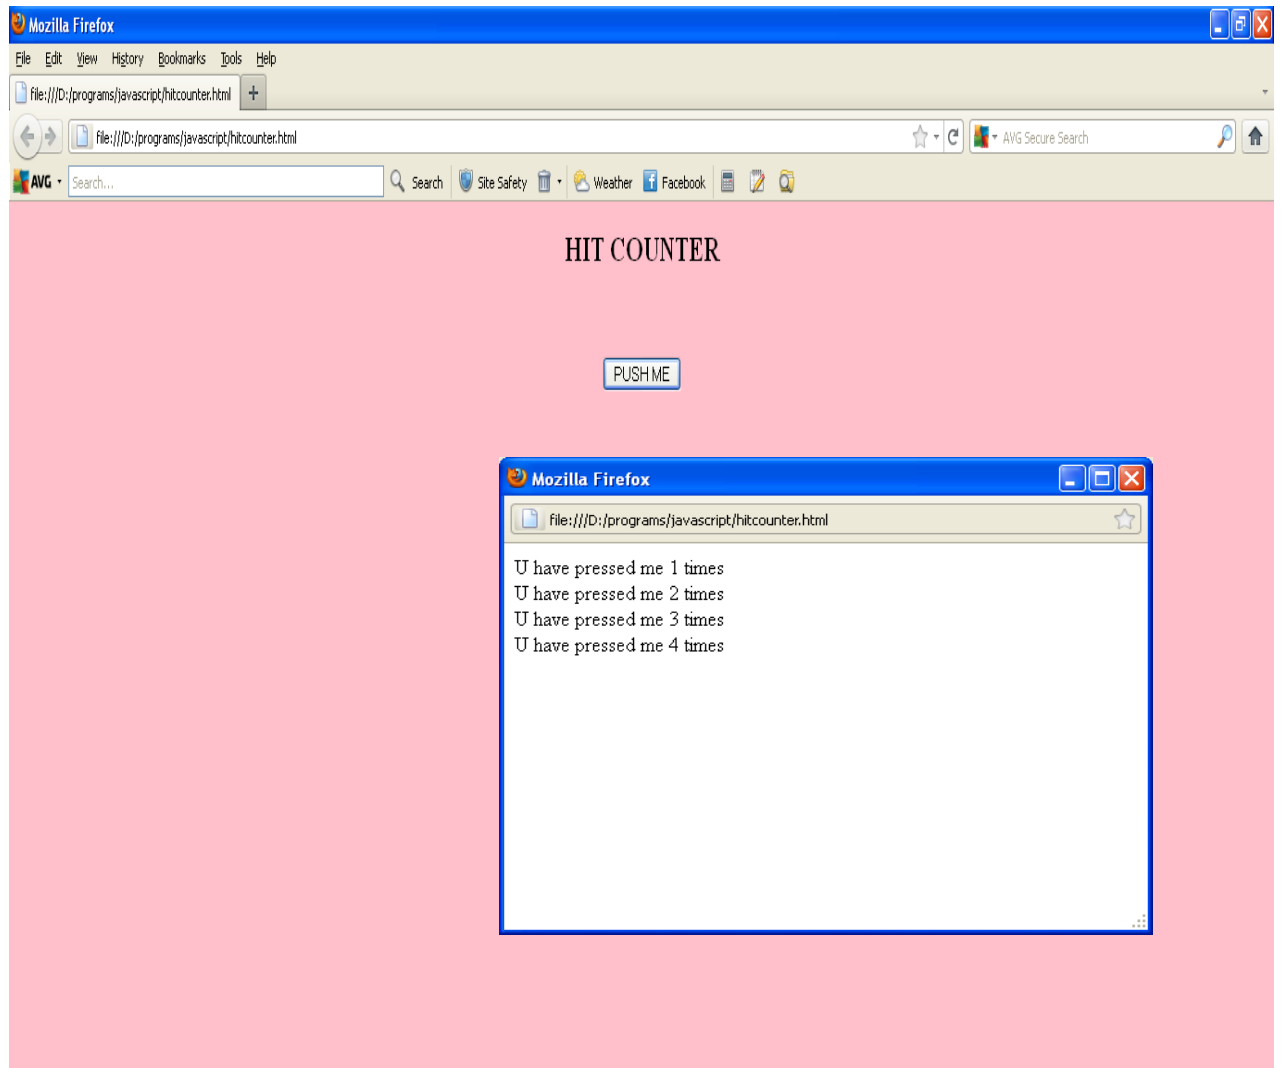 Mozilla Firefox
File Edit View History Bookmarks Tools Help
file:///D:/programs/javascript/hitcounter.html +
file:///D:/programs/javascript/hitcounter.html AVG Secure Search
AVG Search... Search Site Safety Weather Facebook
HIT COUNTER
PUSH ME
Mozilla Firefox
file:///D:/programs/javascript/hitcounter.html
U have pressed me 1 times
U have pressed me 2 times
U have pressed me 3 times
U have pressed me 4 times